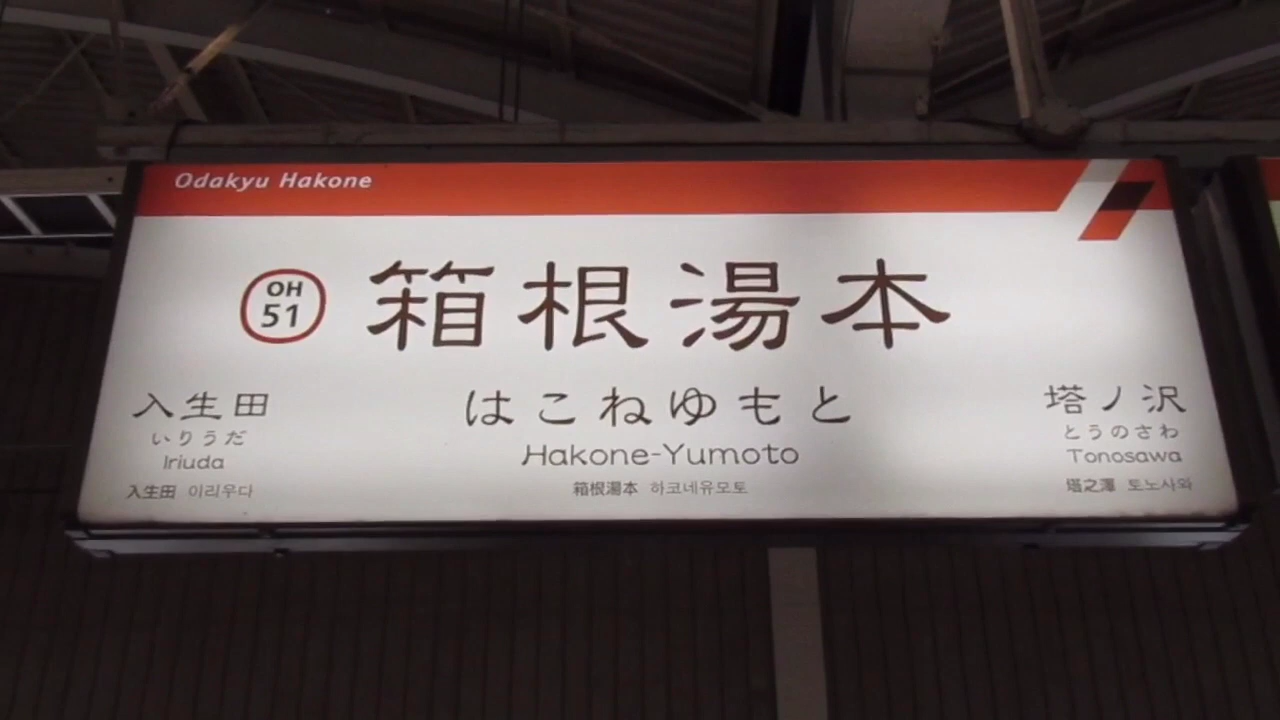 Odakyu Hakone
OH
51
箱根湯本
はこねゆもと
Hakone-Yumoto
箱根湯本 하코네유모토
入生田
いりうだ
Iriuda
入生田 이리우다
塔ノ沢
とうのさわ
Tonosawa
塔之澤 토노사와